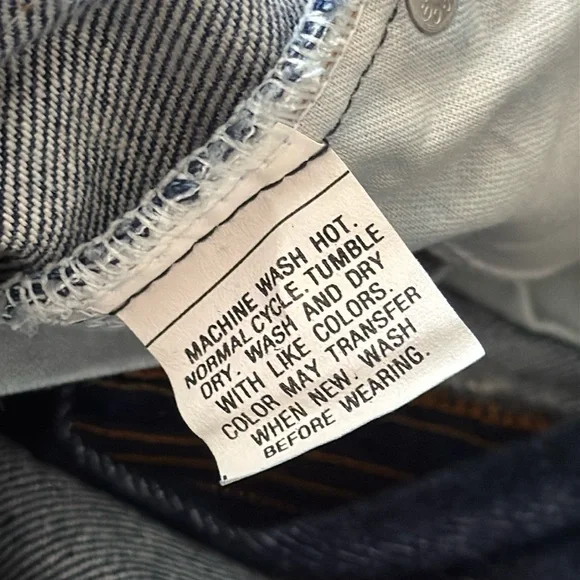 MACHINE WASH HOT.
NORMAL CYCLE. TUMBLE
DRY. WASH AND DRY
WITH LIKE COLORS.
COLOR MAY TRANSFER
WHEN NEW. WASH
BEFORE WEARING.